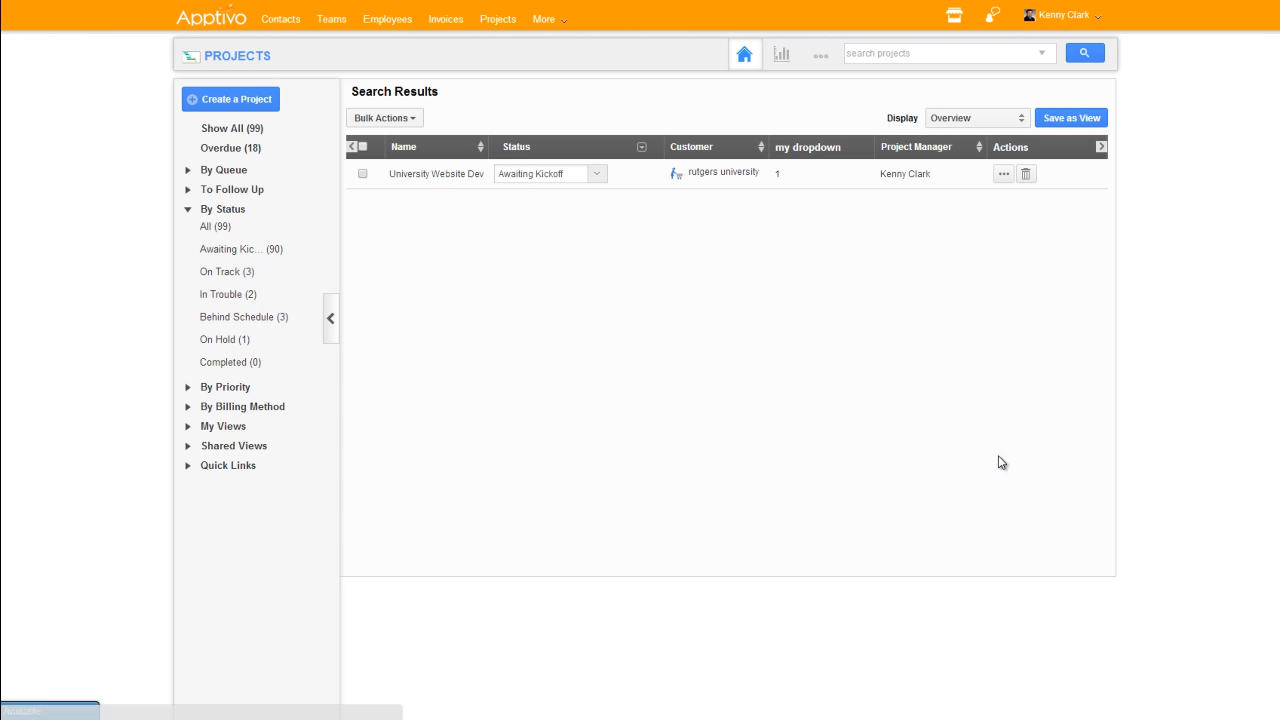 Apptivo Contacts Teams Employees Invoices Projects More Kenny Clark
PROJECTS search projects
Create a Project
Show All (99)
Overdue (18)
By Queue
To Follow Up
By Status
All (99)
Awaiting Kic... (90)
On Track (3)
In Trouble (2)
Behind Schedule (3)
On Hold (1)
Completed (0)
By Priority
By Billing Method
My Views
Shared Views
Quick Links
Search Results
Bulk Actions Display Overview Save as View
Name Status Customer my dropdown Project Manager Actions
University Website Dev Awaiting Kickoff rutgers university 1 Kenny Clark
Available